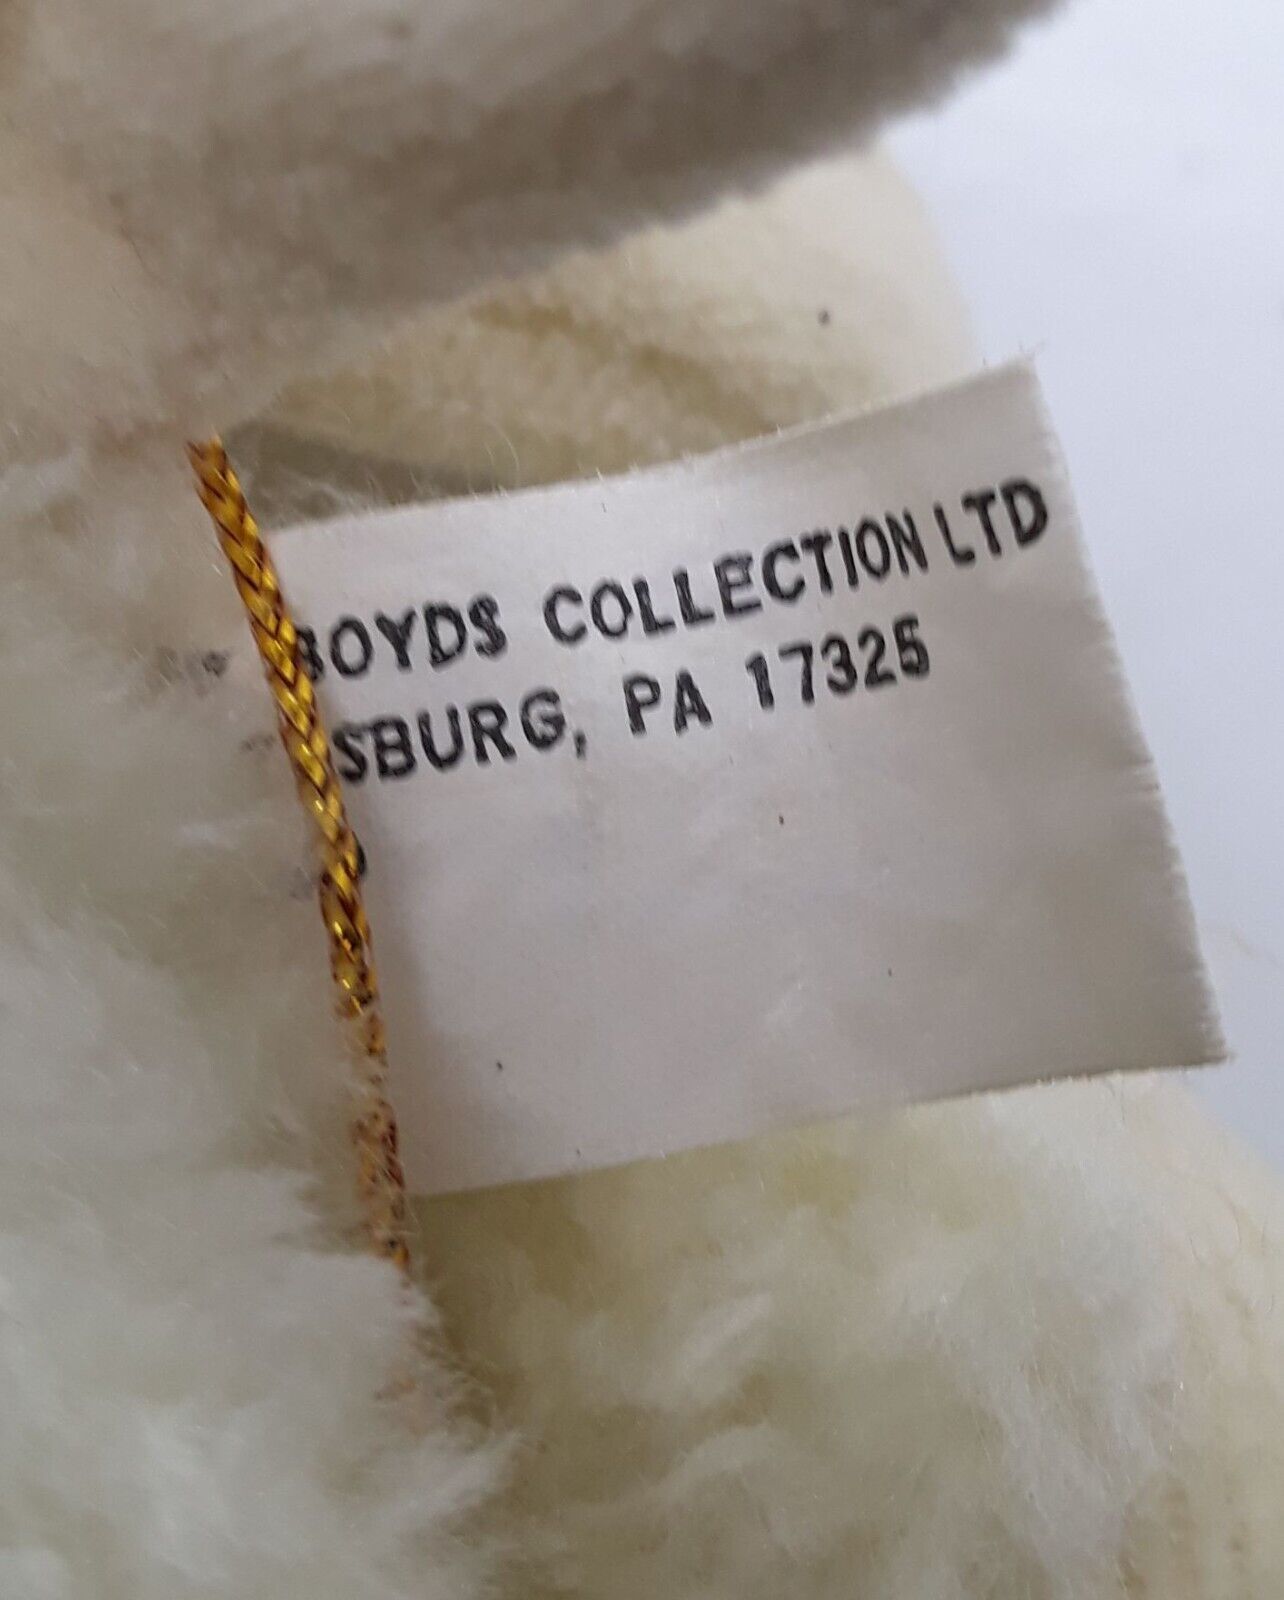 BOYDS COLLECTION LTD
SBURG, PA 17325